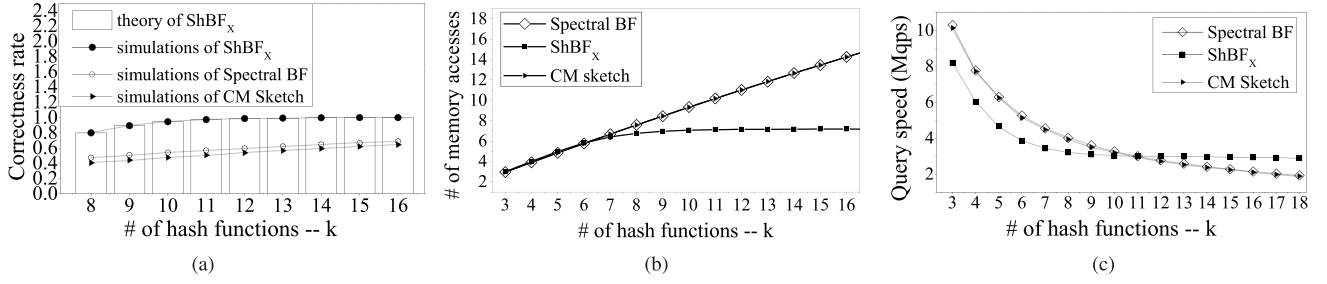 2.4
2.2
2.0
1.8
1.6
1.4
1.2
1.0
0.8
0.6
0.4
0.2
0.0
Correctness rate
theory of ShBFX
simulations of ShBFX
simulations of Spectral BF
simulations of CM Sketch
8 9 10 11 12 13 14 15 16
# of hash functions -- k
(a)
18
16
14
12
10
8
6
4
2
# of memory accesses
Spectral BF
ShBFX
CM sketch
3 4 5 6 7 8 9 10 11 12 13 14 15 16
# of hash functions -- k
(b)
10
8
6
4
2
Query speed (Mqps)
Spectral BF
ShBFX
CM Sketch
3 4 5 6 7 8 9 10 11 12 13 14 15 16 17 18
# of hash functions -- k
(c)